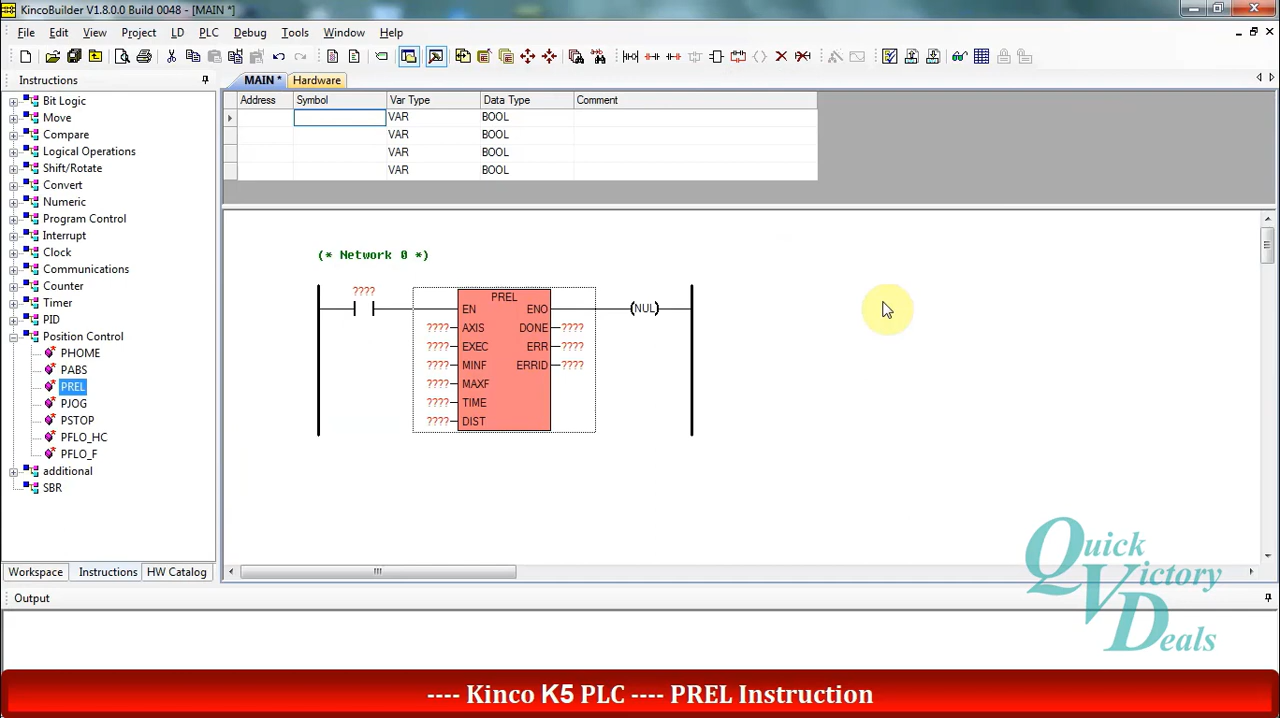 KincoBuilder V1.8.0.0 Build 0048 - [MAIN *]
File Edit View Project LD PLC Debug Tools Window Help
Instructions
MAIN * Hardware
Address Symbol Var Type Data Type Comment
VAR BOOL
VAR BOOL
VAR BOOL
VAR BOOL
Bit Logic
Move
Compare
Logical Operations
Shift/Rotate
Convert
Numeric
Program Control
Interrupt
Clock
Communications
Counter
Timer
PID
Position Control
PHOME
PABS
PREL
PJOG
PSTOP
PFLO_HC
PFLO_F
additional
SBR
(* Network 0 *)
???? PREL
EN ENO (NUL)
???? AXIS DONE ????
???? EXEC ERR ????
???? MINF ERRID ????
???? MAXF
???? TIME
???? DIST
Quick
Victory
Deals
Workspace Instructions HW Catalog
Output
---- Kinco K5 PLC ---- PREL Instruction